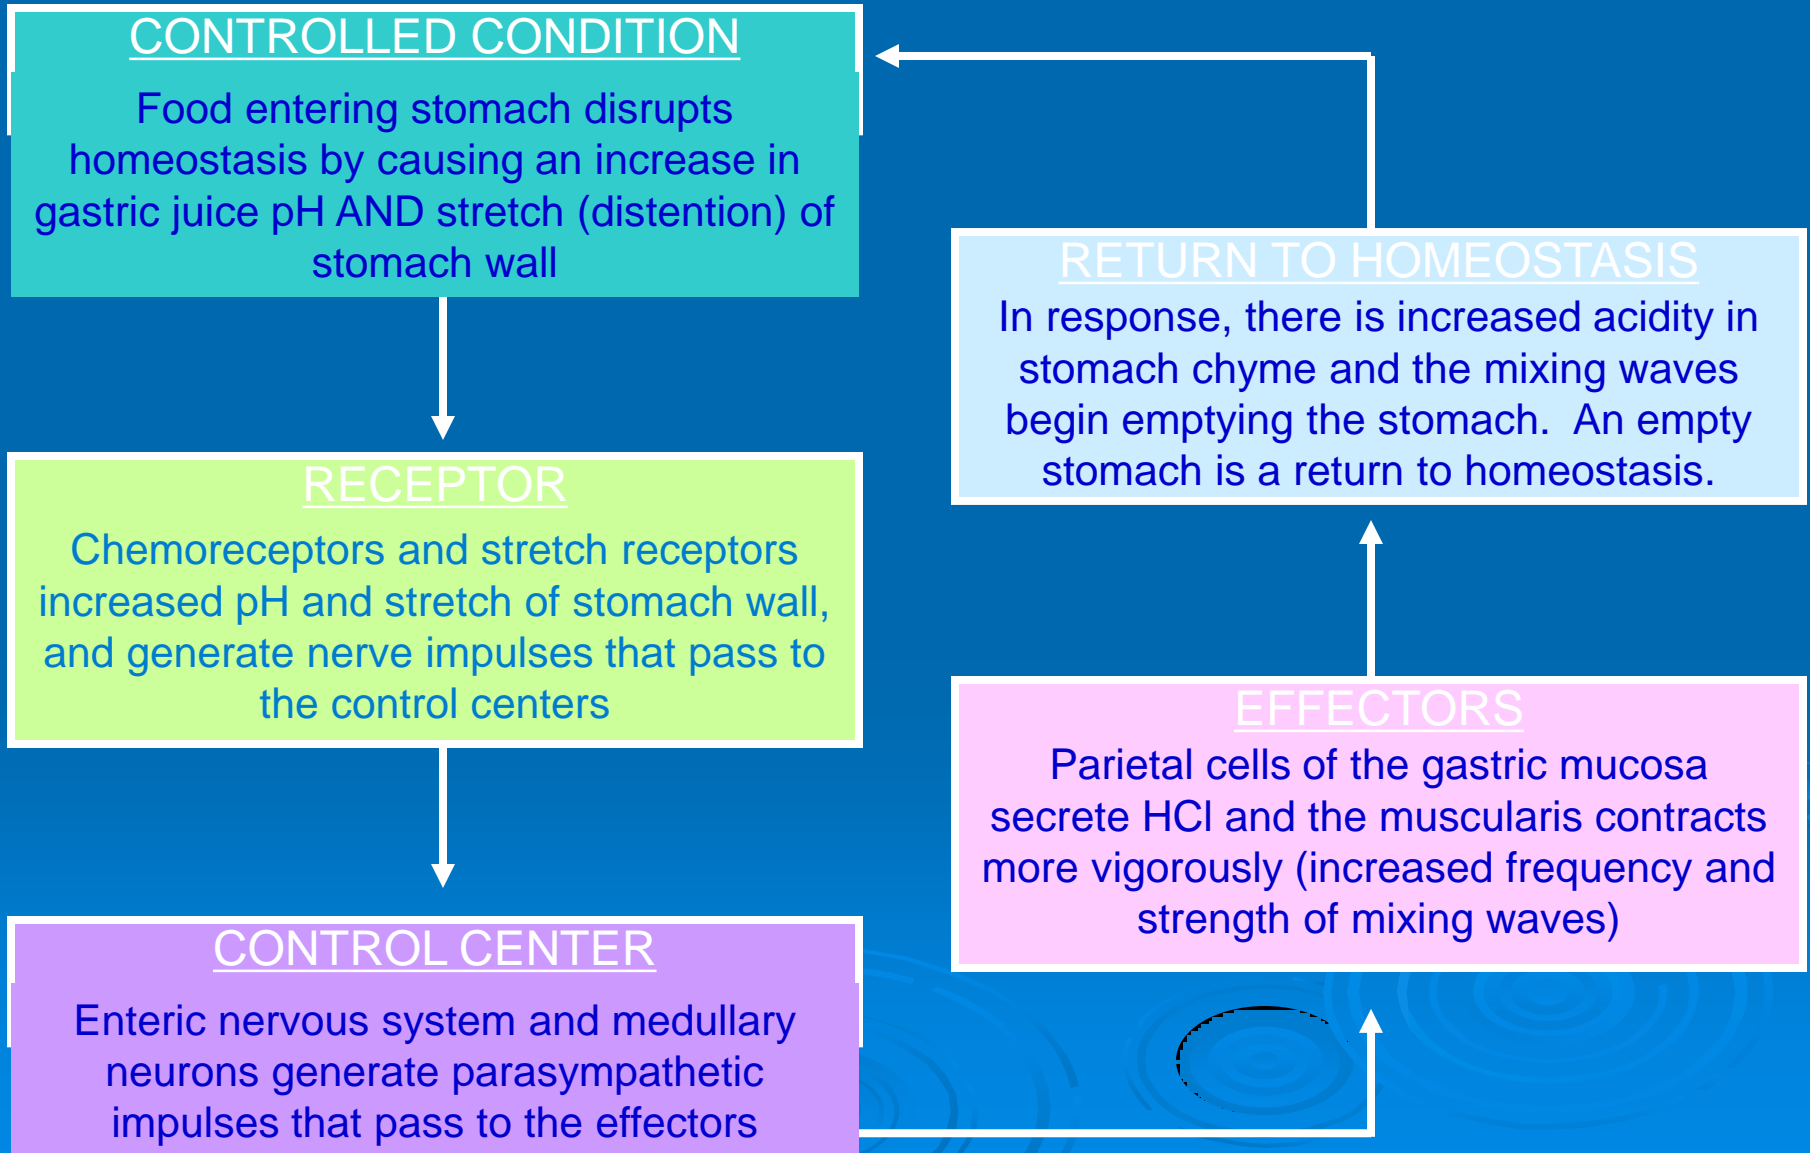 CONTROLLED CONDITION
Food entering stomach disrupts
homeostasis by causing an increase in
gastric juice pH AND stretch (distention) of
stomach wall
RECEPTOR
Chemoreceptors and stretch receptors
increased pH and stretch of stomach wall,
and generate nerve impulses that pass to
the control centers
CONTROL CENTER
Enteric nervous system and medullary
neurons generate parasympathetic
impulses that pass to the effectors
EFFECTORS
Parietal cells of the gastric mucosa
secrete HCl and the muscularis contracts
more vigorously (increased frequency and
strength of mixing waves)
RETURN TO HOMEOSTASIS
In response, there is increased acidity in
stomach chyme and the mixing waves
begin emptying the stomach.  An empty
stomach is a return to homeostasis.